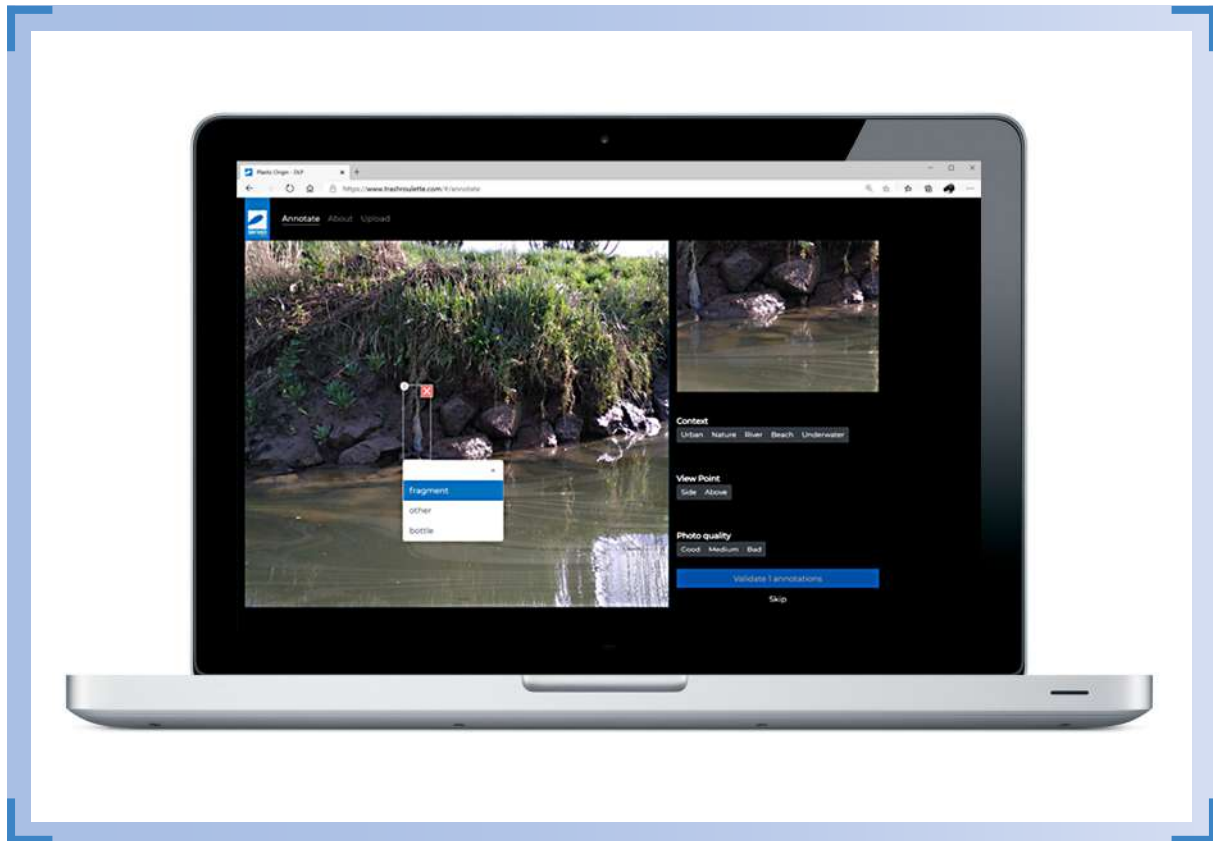 Plastic Origin - DLP
https://www.trashroulette.com/#/annotate
Annotate About Upload
fragment
other
bottle
Context
Urban Nature River Beach Underwater
View Point
Side Above
Photo quality
Good Medium Bad
Validate 1 annotations
Skip